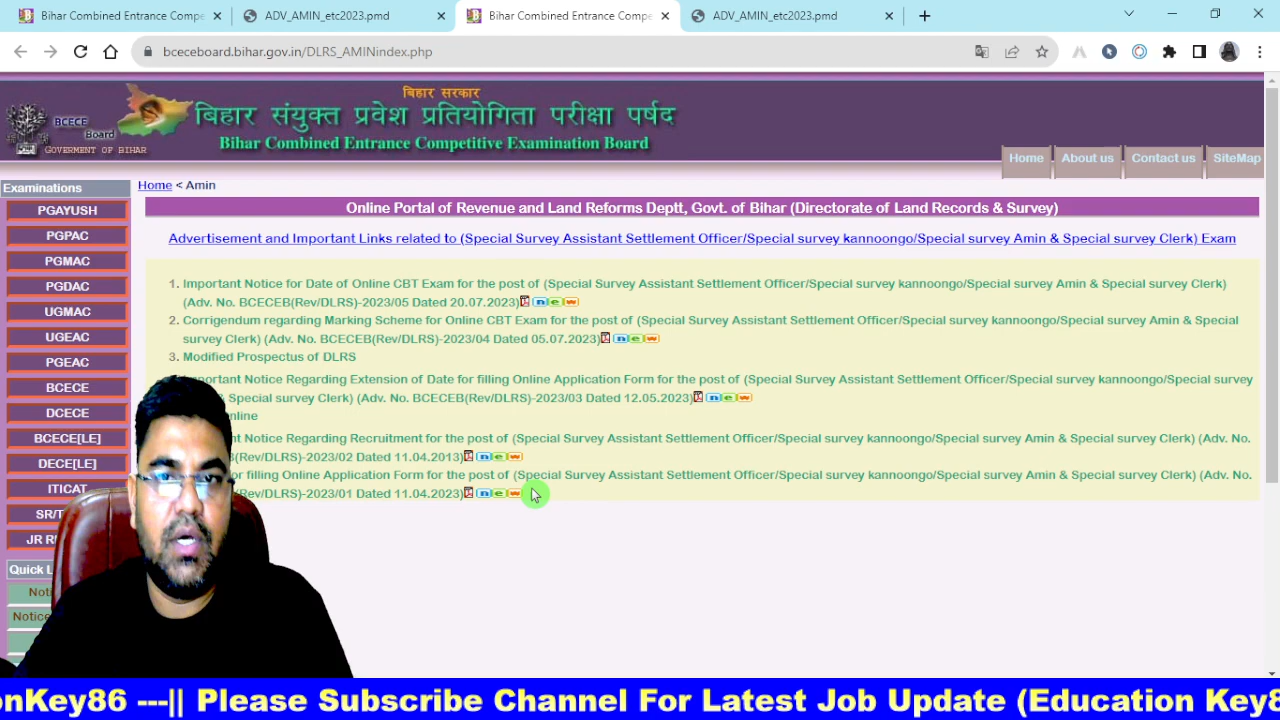 Bihar Combined Entrance Compe
ADV_AMIN_etc2023.pmd
Bihar Combined Entrance Compe
ADV_AMIN_etc2023.pmd
bceceboard.bihar.gov.in/DLRS_AMINindex.php
बिहार सरकार
बिहार संयुक्त प्रवेश प्रतियोगिता परीक्षा पर्षद
BCECE
Board
GOVERMENT OF BIHAR
Bihar Combined Entrance Competitive Examination Board
Home
About us
Contact us
SiteMap
Examinations
Home < Amin
PGAYUSH
PGPAC
PGMAC
PGDAC
UGMAC
UGEAC
PGEAC
BCECE
DCECE
BCECE[LE]
DECE[LE]
ITICAT
SR/T
JR R
Quick L
Noti
Notice
Online Portal of Revenue and Land Reforms Deptt, Govt. of Bihar (Directorate of Land Records & Survey)
Advertisement and Important Links related to (Special Survey Assistant Settlement Officer/Special survey kannoongo/Special survey Amin & Special survey Clerk) Exam
1. Important Notice for Date of Online CBT Exam for the post of (Special Survey Assistant Settlement Officer/Special survey kannoongo/Special survey Amin & Special survey Clerk)
(Adv. No. BCECEB(Rev/DLRS)-2023/05 Dated 20.07.2023) new
2. Corrigendum regarding Marking Scheme for Online CBT Exam for the post of (Special Survey Assistant Settlement Officer/Special survey kannoongo/Special survey Amin & Special
survey Clerk) (Adv. No. BCECEB(Rev/DLRS)-2023/04 Dated 05.07.2023) new
3. Modified Prospectus of DLRS
portant Notice Regarding Extension of Date for filling Online Application Form for the post of (Special Survey Assistant Settlement Officer/Special survey kannoongo/Special survey
& Special survey Clerk) (Adv. No. BCECEB(Rev/DLRS)-2023/03 Dated 12.05.2023) new
nline
nt Notice Regarding Recruitment for the post of (Special Survey Assistant Settlement Officer/Special survey kannoongo/Special survey Amin & Special survey Clerk) (Adv. No.
B(Rev/DLRS)-2023/02 Dated 11.04.2013) new
or filling Online Application Form for the post of (Special Survey Assistant Settlement Officer/Special survey kannoongo/Special survey Amin & Special survey Clerk) (Adv. No.
Rev/DLRS)-2023/01 Dated 11.04.2023) new
onKey86 ---|| Please Subscribe Channel For Latest Job Update (Education Key8